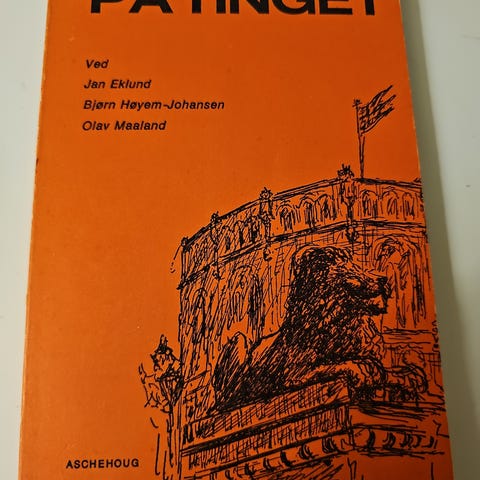 PÅ TINGET
Ved
Jan Eklund
Bjørn Høyem-Johansen
Olav Maaland
ASCHEHOUG